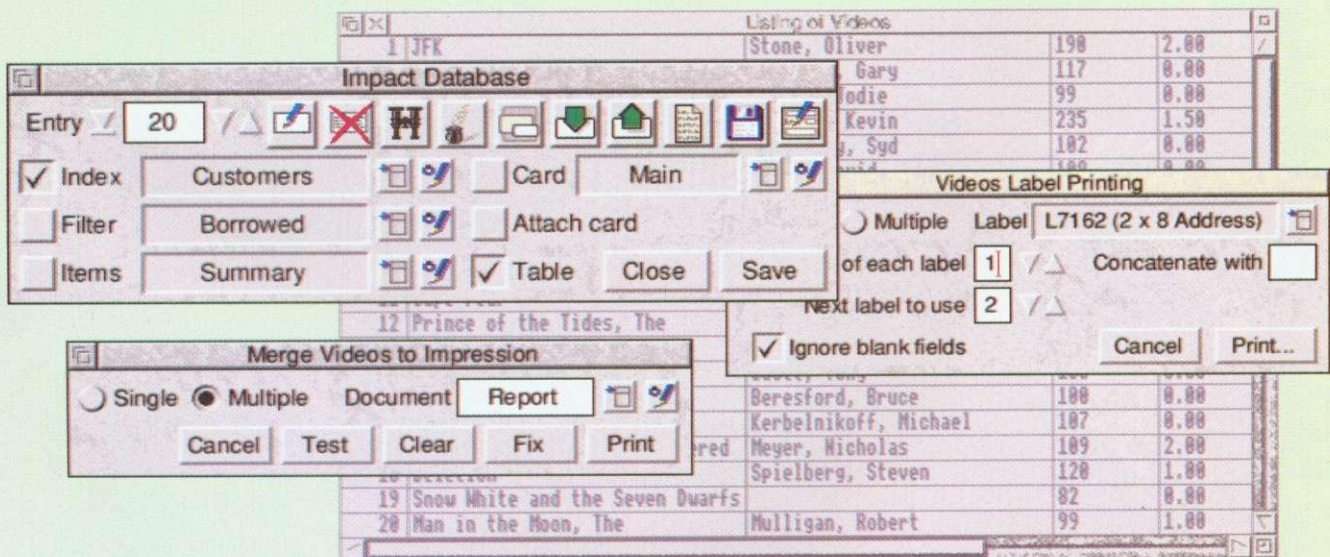 Listing of Videos
1 JFK Stone, Oliver 190 2.00
Impact Database
Gary 117 0.00
Jodie 99 0.00
Entry 20
Kevin 235 1.50
Syd 102 0.00
Index Customers Card Main
Videos Label Printing
Filter Borrowed Attach card
Multiple Label L7162 (2 x 8 Address)
Items Summary Table Close Save
of each label 1 Concatenate with
Next label to use 2
12 Prince of the Tides, The
Ignore blank fields Cancel Print...
Merge Videos to Impression
Single Multiple Document Report
Beresford, Bruce 100 0.00
Kerbelnikoff, Michael 107 0.00
Cancel Test Clear Fix Print
ered Meyer, Nicholas 109 2.00
Spielberg, Steven 120 1.00
19 Snow White and the Seven Dwarfs 82 0.00
20 Man in the Moon, The Mulligan, Robert 99 1.00